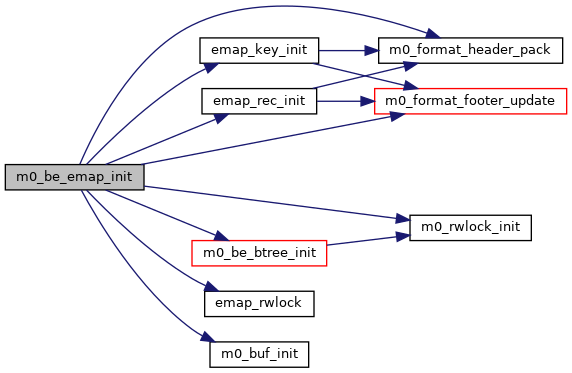 emap_key_init
m0_format_header_pack
emap_rec_init
m0_format_footer_update
m0_be_emap_init
m0_rwlock_init
m0_be_btree_init
emap_rwlock
m0_buf_init